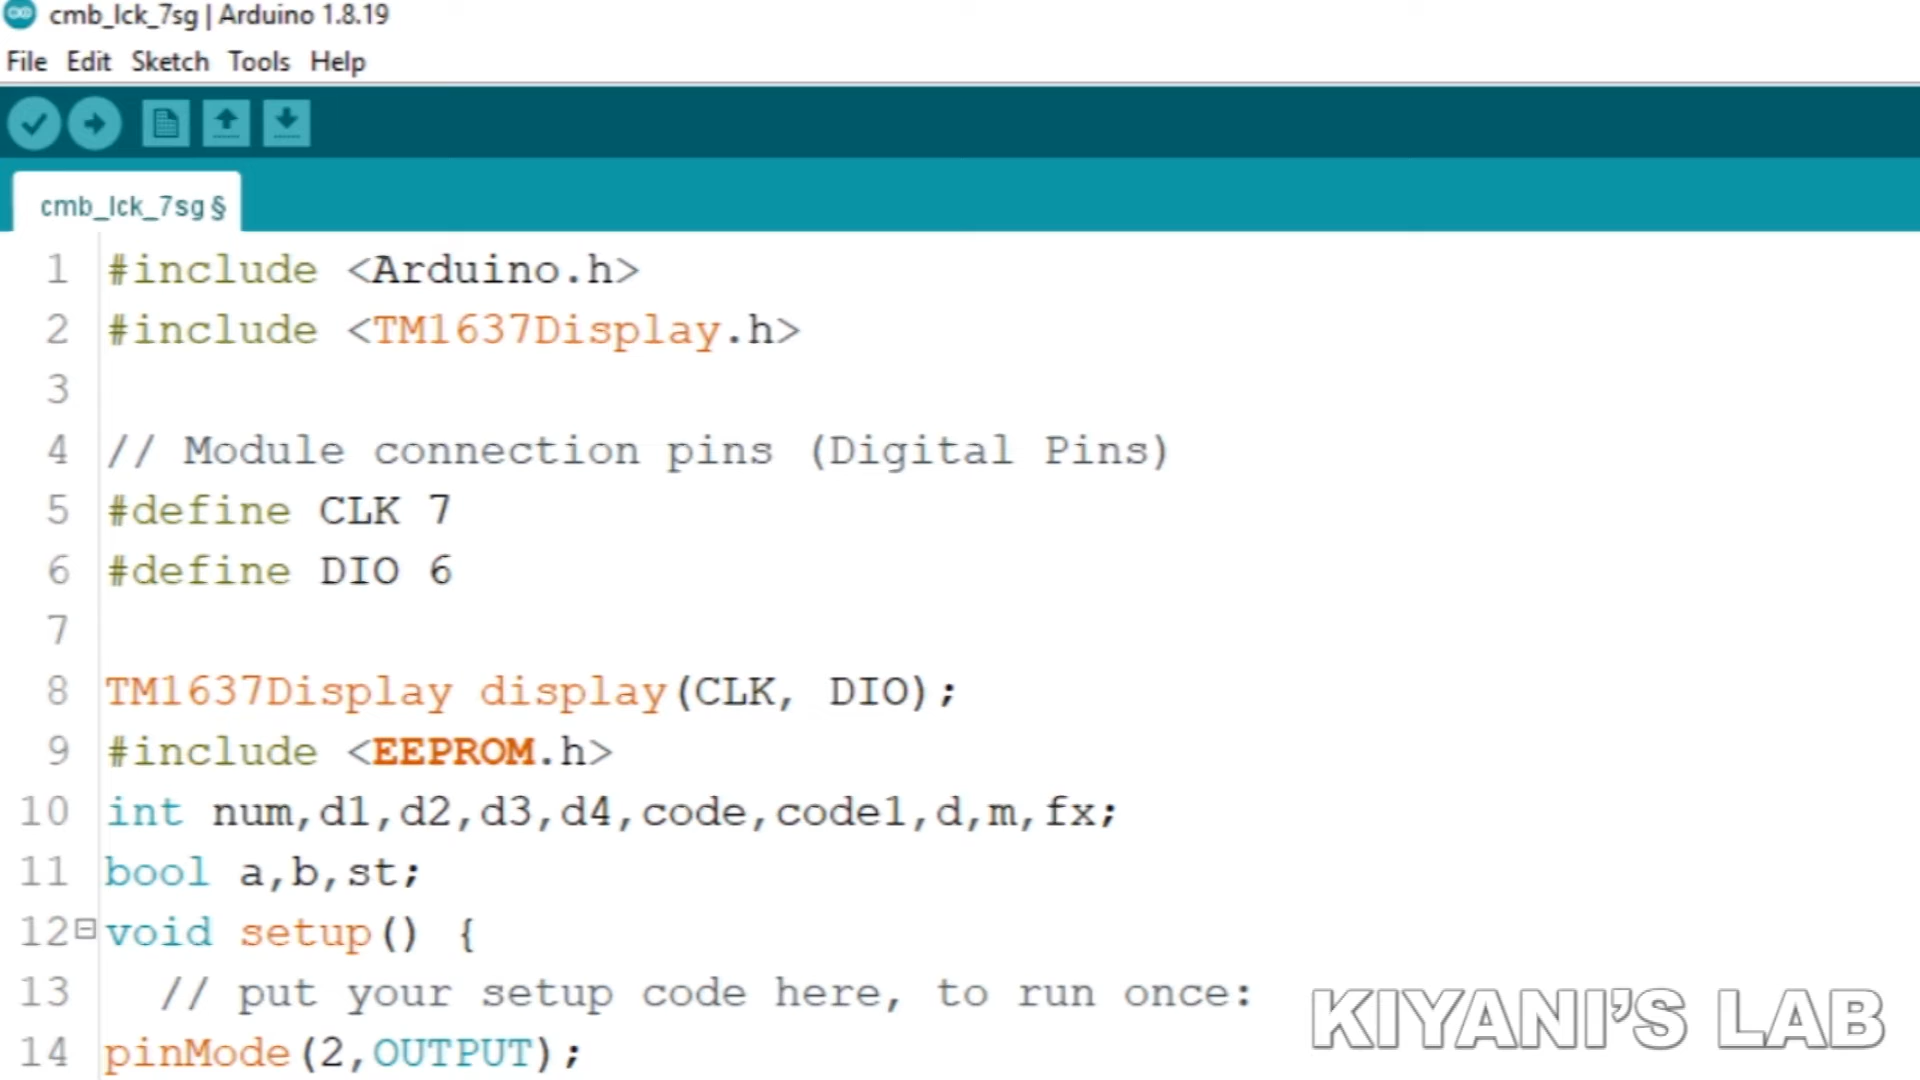 cmb_lck_7sg | Arduino 1.8.19
File Edit Sketch Tools Help
cmb_lck_7sg §
1 #include <Arduino.h>
2 #include <TM1637Display.h>
3
4 // Module connection pins (Digital Pins)
5 #define CLK 7
6 #define DIO 6
7
8 TM1637Display display(CLK, DIO);
9 #include <EEPROM.h>
10 int num,d1,d2,d3,d4,code,code1,d,m,fx;
11 bool a,b,st;
12 void setup() {
13 // put your setup code here, to run once:
14 pinMode(2,OUTPUT);
KIYANI'S LAB